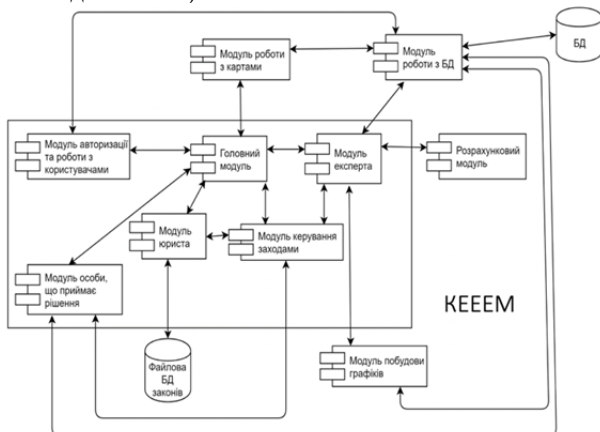 БД
Модуль роботи
з картами
Модуль
роботи з БД
Модуль авторизації
та роботи з
користувачами
Головний
модуль
Модуль
експерта
Розрахунковий
модуль
Модуль
юриста
Модуль керування
заходами
Модуль особи,
що приймає
рішення
КЕЕЕМ
Файлова
БД
законів
Модуль побудови
графіків